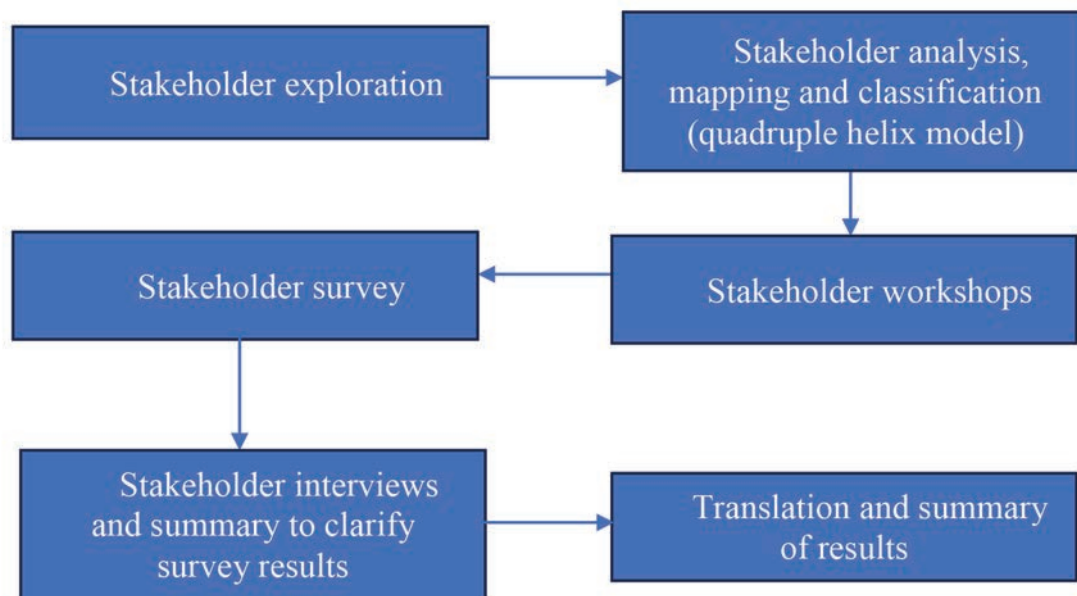 Stakeholder exploration
Stakeholder analysis,
mapping and classification
(quadruple helix model)
Stakeholder workshops
Stakeholder survey
Stakeholder interviews
and summary to clarify
survey results
Translation and summary
of results